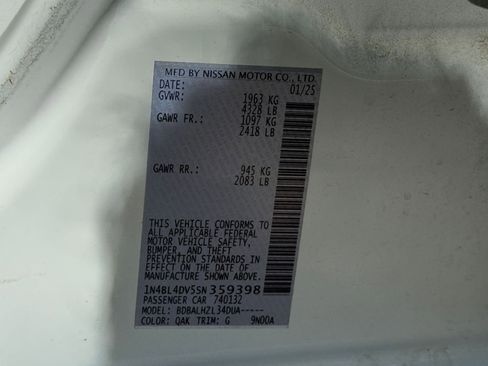 MFD BY NISSAN MOTOR CO., LTD.
DATE: 01/25
GVWR: 1963 KG
4328 LB
GAWR FR.: 1097 KG
2418 LB
GAWR RR.: 945 KG
2083 LB
THIS VEHICLE CONFORMS TO
ALL APPLICABLE FEDERAL
MOTOR VEHICLE SAFETY,
BUMPER, AND THEFT
PREVENTION STANDARDS IN
EFFECT ON THE DATE OF
MANUFACTURE SHOWN ABOVE.
1N4BL4DV5SN359398
PASSENGER CAR 740132
MODEL: BDBALHZL34DUA-----
COLOR: QAK TRIM: G 9N00A